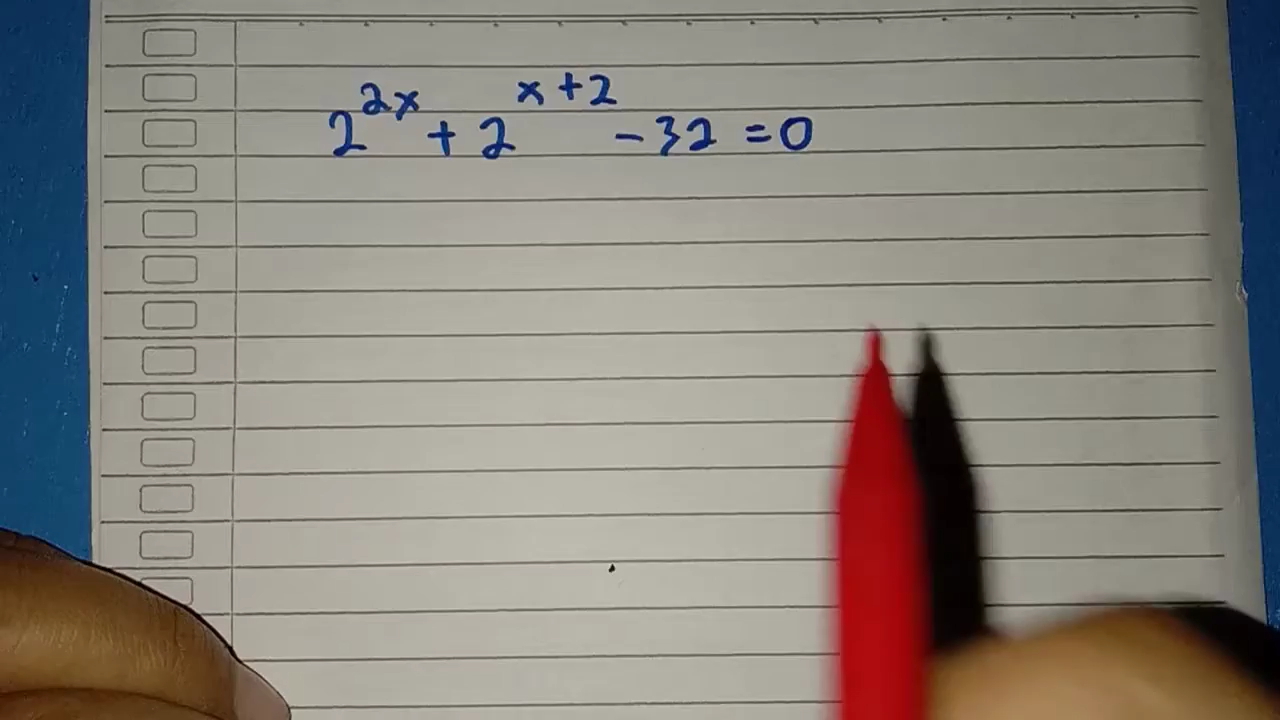 2^{2x} + 2^{x+2} - 32 = 0